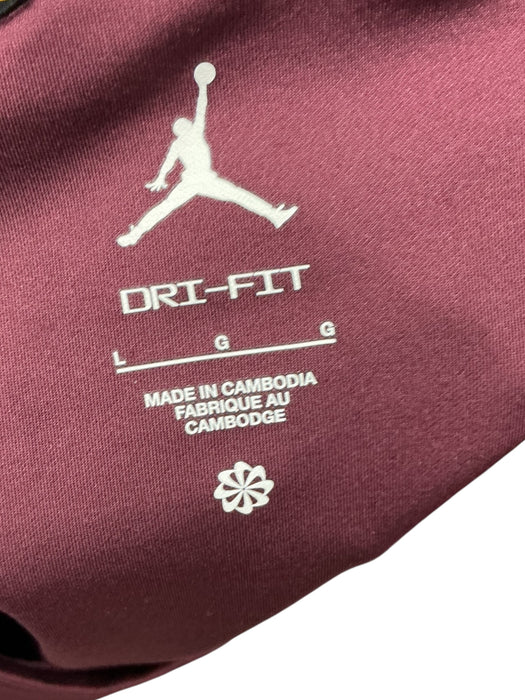 DRI-FIT
L G G
MADE IN CAMBODIA
FABRIQUE AU
CAMBODGE